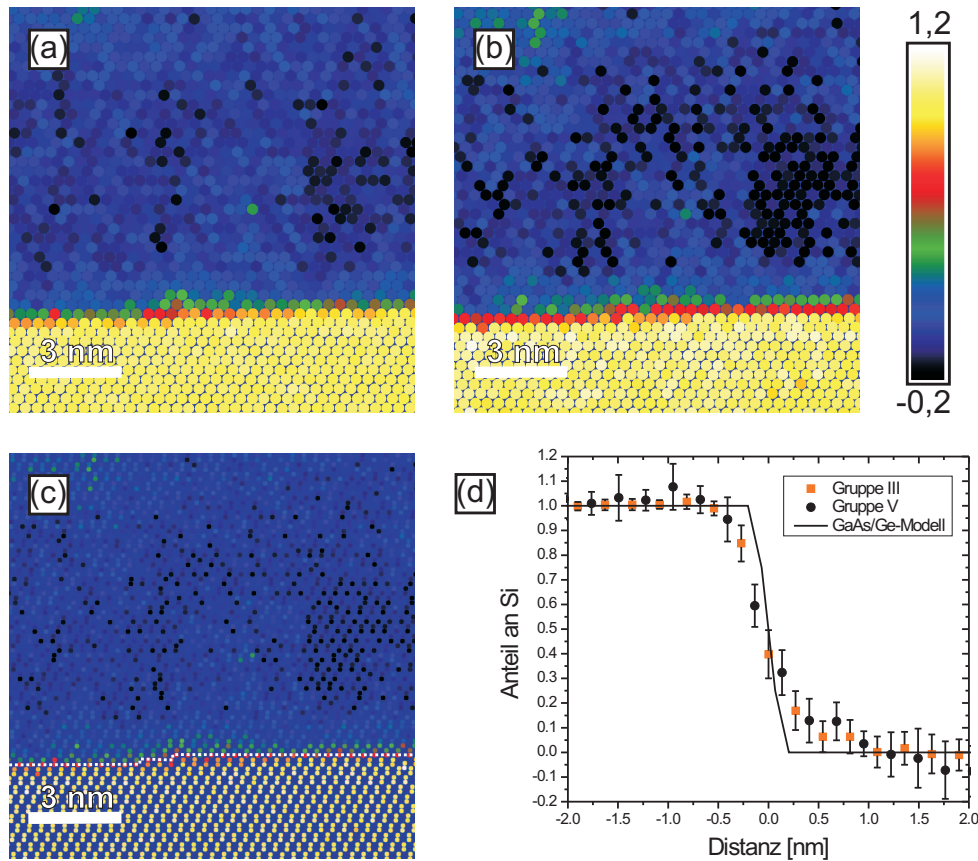 (a)
3 nm
(b)
3 nm
1,2
-0,2
(c)
3 nm
(d)
1.2
1.1
1.0
0.9
0.8
0.7
0.6
0.5
0.4
0.3
0.2
0.1
0.0
-0.1
-0.2
Anteil an Si
Gruppe III
Gruppe V
GaAs/Ge-Modell
-2.0 -1.5 -1.0 -0.5 0.0 0.5 1.0 1.5 2.0
Distanz [nm]